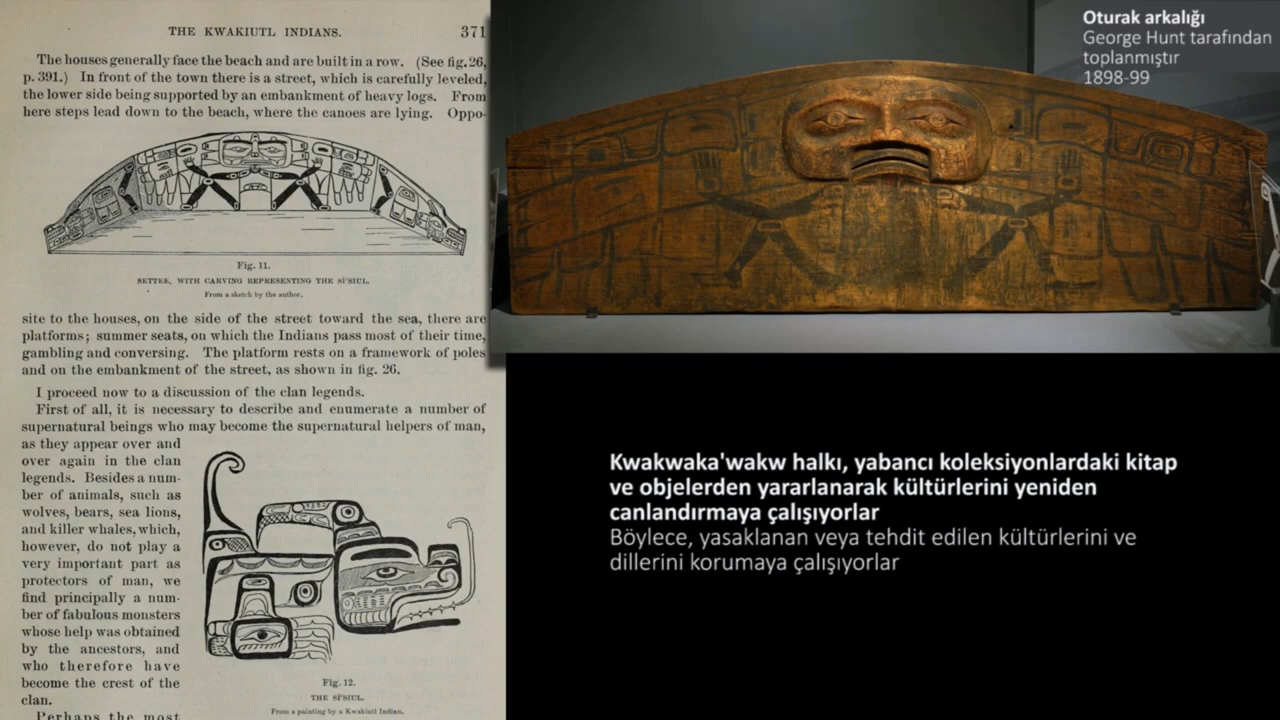 THE KWAKIUTL INDIANS. 371
The houses generally face the beach and are built in a row. (See fig. 26,
p. 391.) In front of the town there is a street, which is carefully leveled,
the lower side being supported by an embankment of heavy logs. From
here steps lead down to the beach, where the canoes are lying. Oppo-
Fig. 11.
SETTEE, WITH CARVING REPRESENTING THE SĪ'SIUL.
From a sketch by the author.
site to the houses, on the side of the street toward the sea, there are
platforms; summer seats, on which the Indians pass most of their time,
gambling and conversing. The platform rests on a framework of poles
and on the embankment of the street, as shown in fig. 26.
I proceed now to a discussion of the clan legends.
First of all, it is necessary to describe and enumerate a number of
supernatural beings who may become the supernatural helpers of man,
as they appear over and
over again in the clan
legends. Besides a num-
ber of animals, such as
wolves, bears, sea lions,
and killer whales, which,
however, do not play a
very important part as
protectors of man, we
find principally a num-
ber of fabulous monsters
whose help was obtained
by the ancestors, and
who therefore have
become the crest of the
clan.
Perhaps the most
Fig. 12.
THE SĪ'SIUL.
From a painting by a Kwakiutl Indian.
Oturak arkalığı
George Hunt tarafından
toplanmıştır
1898-99
Kwakwaka'wakw halkı, yabancı koleksiyonlardaki kitap
ve objelerden yararlanarak kültürlerini yeniden
canlandırmaya çalışıyorlar
Böylece, yasaklanan veya tehdit edilen kültürlerini ve
dillerini korumaya çalışıyorlar